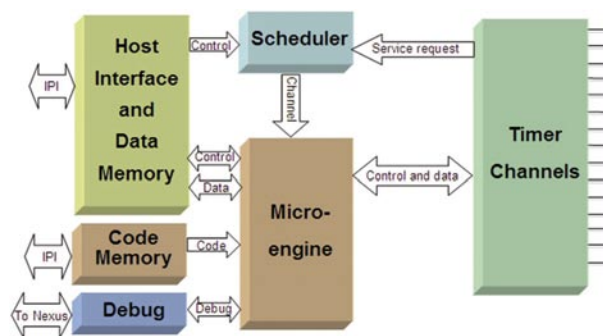 Host
Interface
and
Data
Memory
Control
Scheduler
Service request
IPI
Channel
Timer
Channels
Control
Data
Micro-
engine
Control and data
Code
Memory
IPI
Code
Debug
To Nexus
Debug